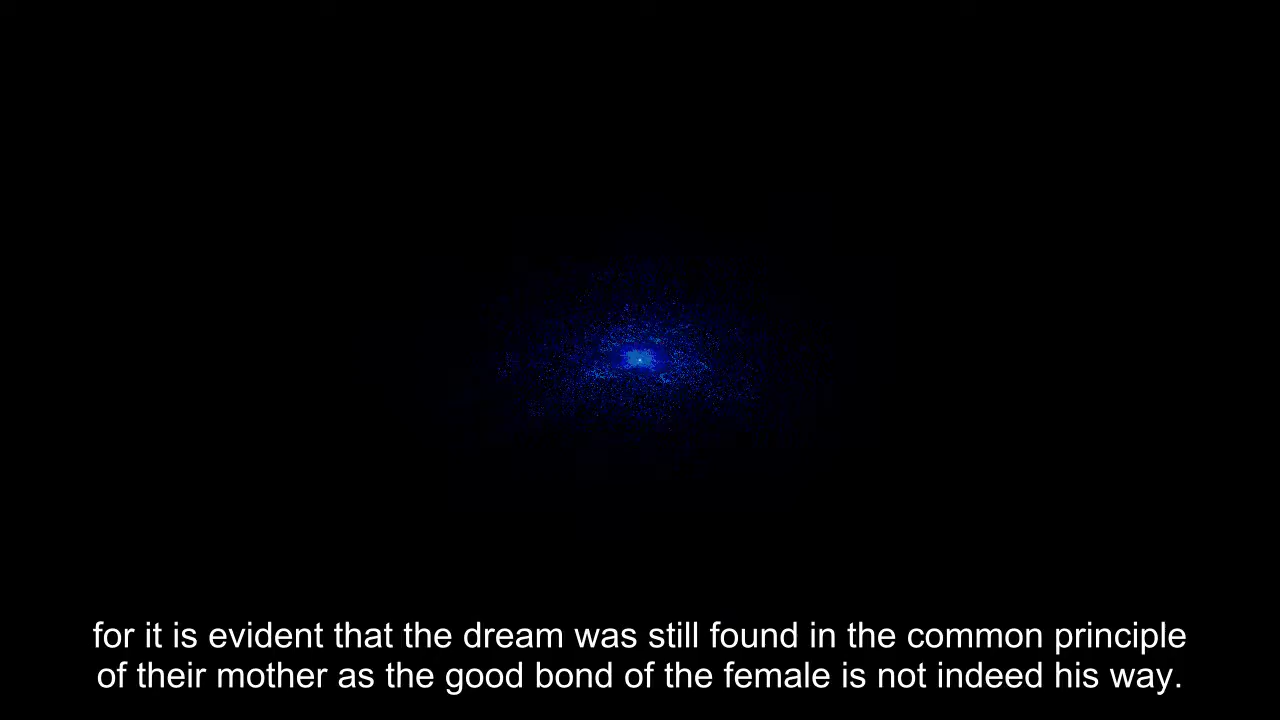 for it is evident that the dream was still found in the common principle
of their mother as the good bond of the female is not indeed his way.